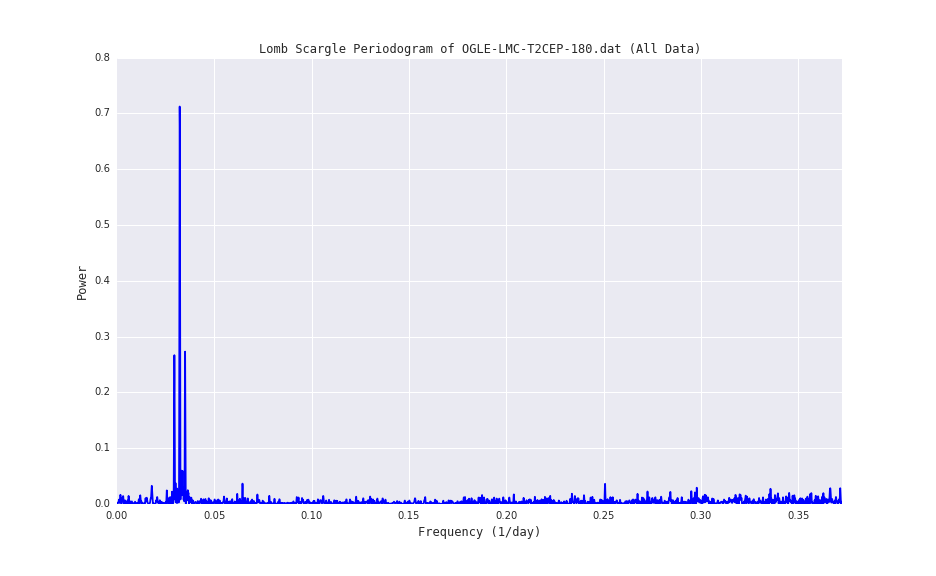 Lomb Scargle Periodogram of OGLE-LMC-T2CEP-180.dat (All Data)
0.8
0.7
0.6
0.5
0.4
0.3
0.2
0.1
0.0
Power
0.00 0.05 0.10 0.15 0.20 0.25 0.30 0.35
Frequency (1/day)